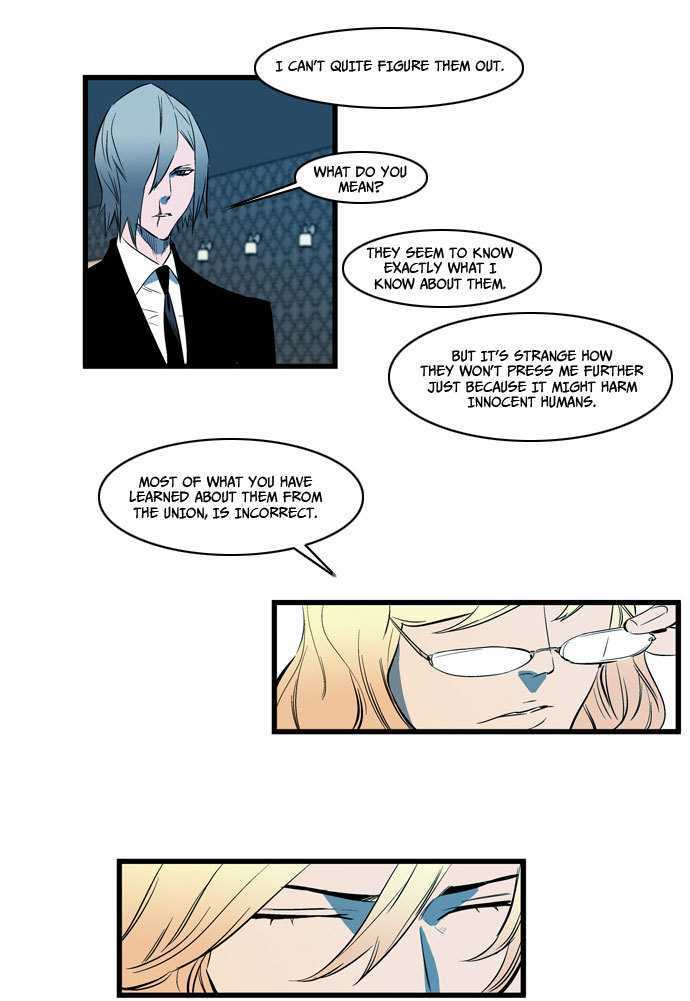 I CAN'T QUITE FIGURE THEM OUT.
WHAT DO YOU
MEAN?
THEY SEEM TO KNOW
EXACTLY WHAT I
KNOW ABOUT THEM.
BUT IT'S STRANGE HOW
THEY WON'T PRESS ME FURTHER
JUST BECAUSE IT MIGHT HARM
INNOCENT HUMANS.
MOST OF WHAT YOU HAVE
LEARNED ABOUT THEM FROM
THE UNION, IS INCORRECT.